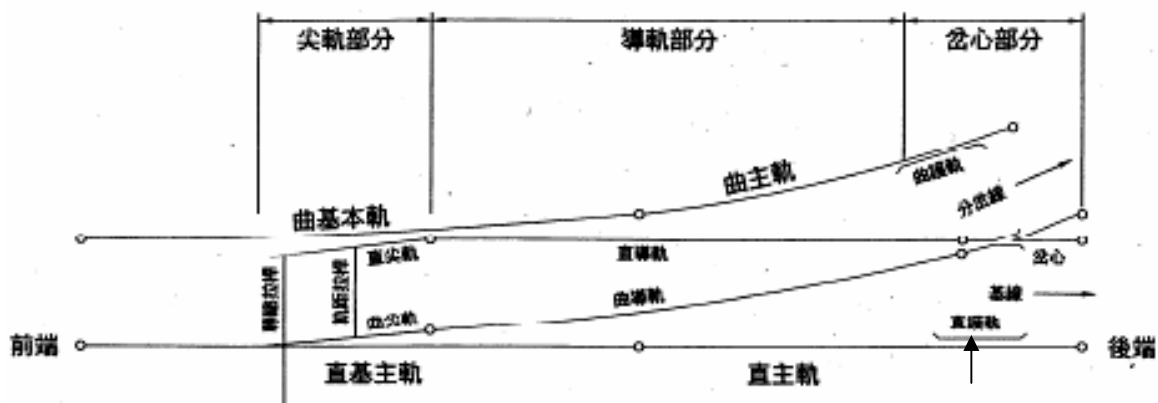 尖軌部分
導軌部分
岔心部分
曲主軌
曲護軌
分岔線
曲基本軌
轉轍拉桿
軌距拉桿
直尖軌
直導軌
岔心
曲尖軌
曲導軌
基線
前端
直護軌
後端
直基主軌
直主軌